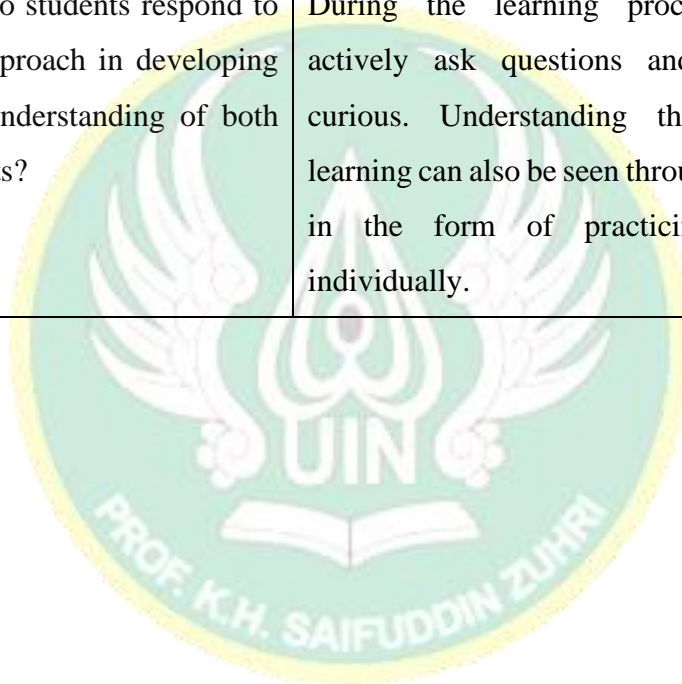 o students respond to
proach in developing
nderstanding of both
ts?
During the learning proc
actively ask questions and
curious. Understanding th
learning can also be seen throu
in the form of practici
individually.
UIN
PROF. K.H. SAIFUDDIN ZUHRI